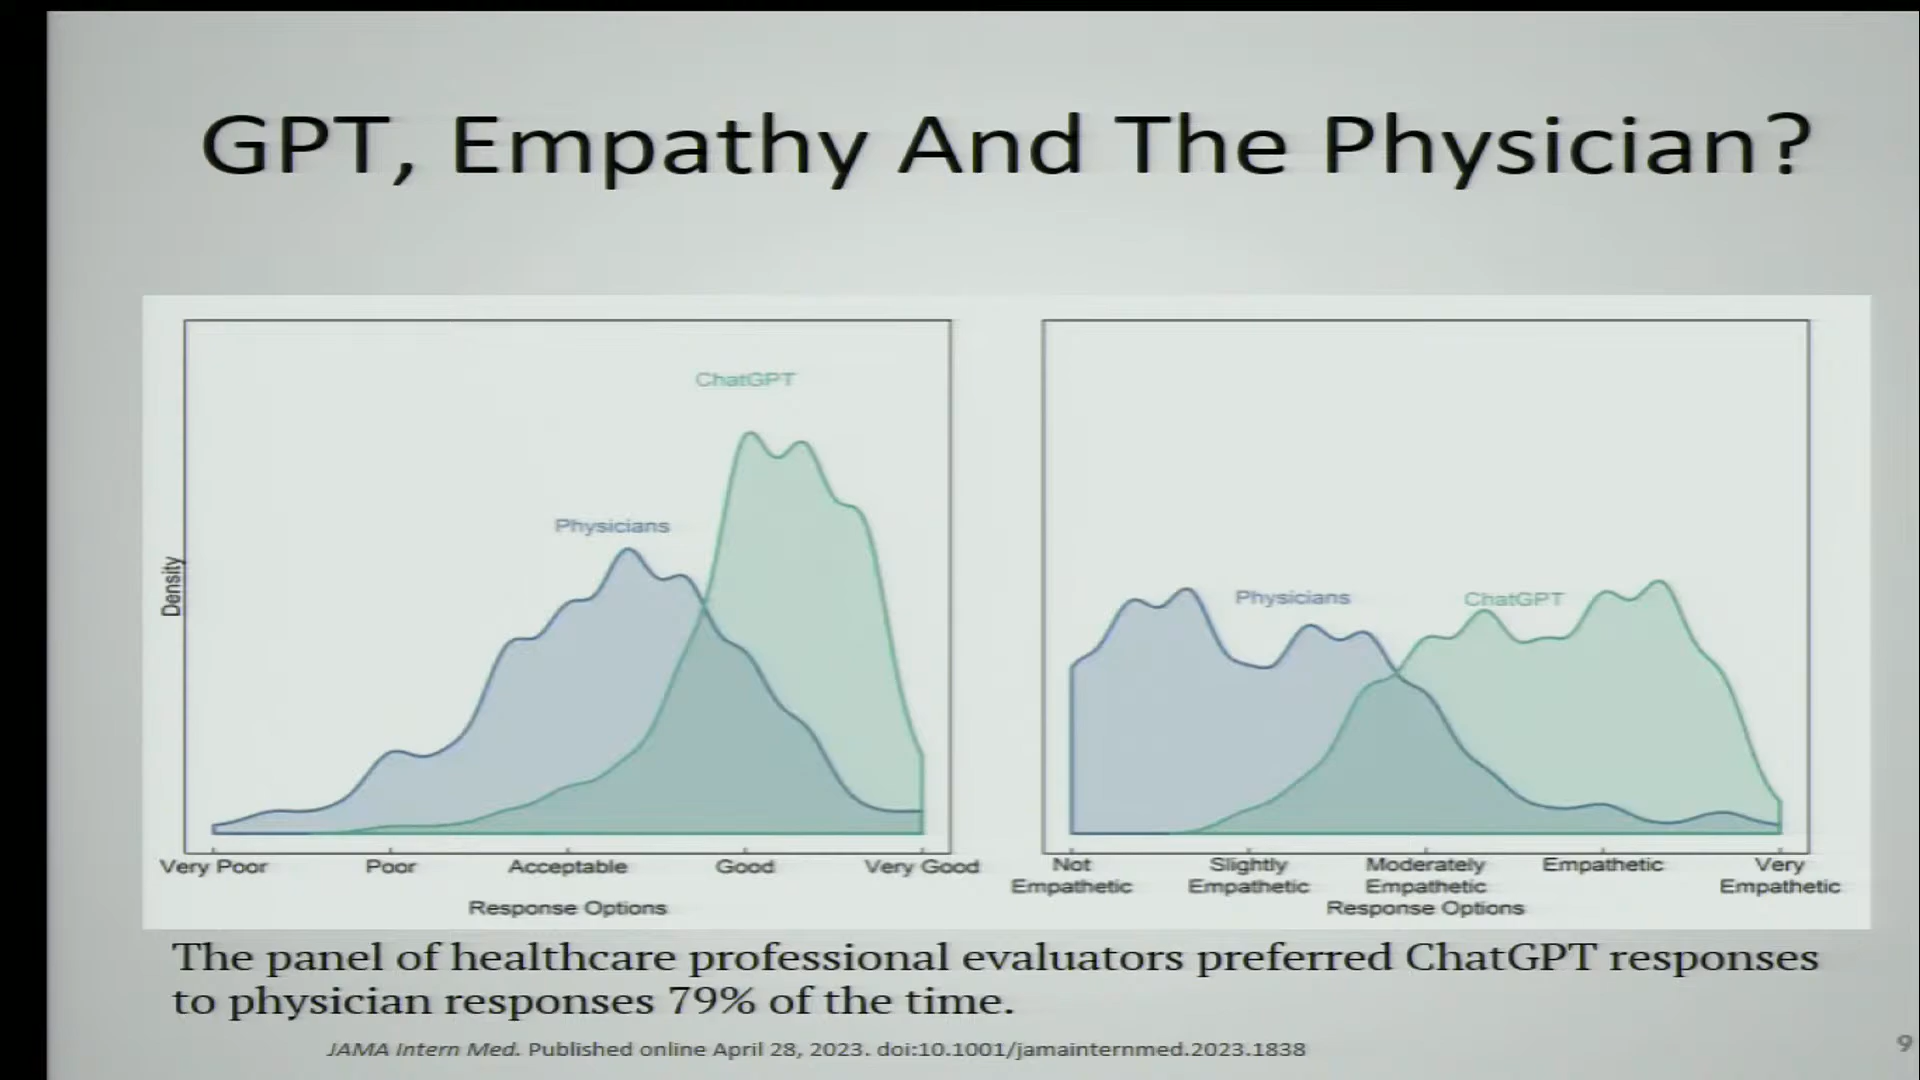 GPT, Empathy And The Physician?
ChatGPT
Physicians
Density
Very Poor
Poor
Acceptable
Good
Very Good
Response Options
Physicians
ChatGPT
Not
Empathetic
Slightly
Empathetic
Moderately
Empathetic
Empathetic
Very
Empathetic
Response Options
The panel of healthcare professional evaluators preferred ChatGPT responses
to physician responses 79% of the time.
JAMA Intern Med. Published online April 28, 2023. doi:10.1001/jamainternmed.2023.1838
9